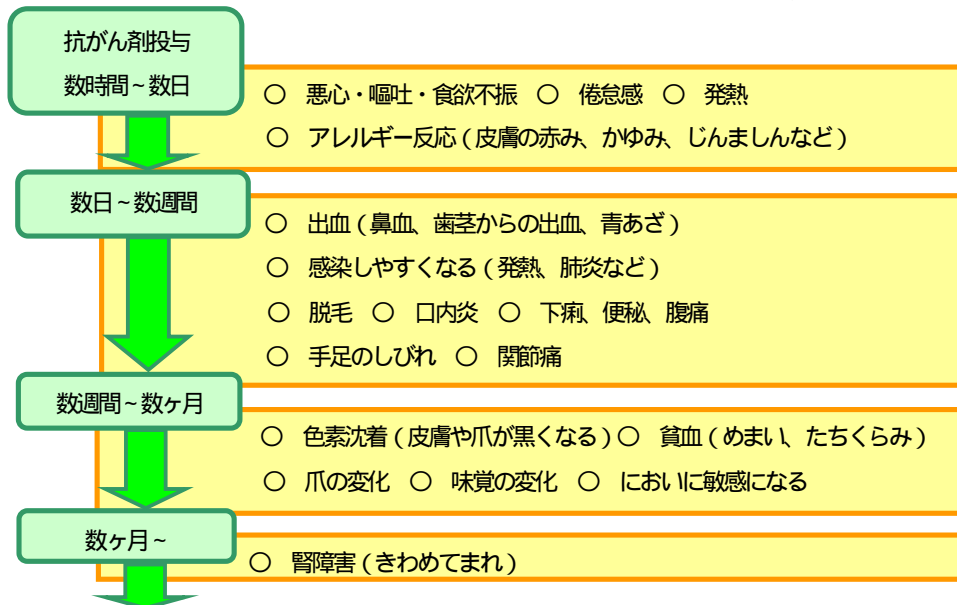 抗がん剤投与
数時間～数日
○ 悪心・嘔吐・食欲不振 ○ 倦怠感 ○ 発熱
○ アレルギー反応（皮膚の赤み、かゆみ、じんましんなど）
数日～数週間
○ 出血（鼻血、歯茎からの出血、青あざ）
○ 感染しやすくなる（発熱、肺炎など）
○ 脱毛 ○ 口内炎 ○ 下痢、便秘、腹痛
○ 手足のしびれ ○ 関節痛
数週間～数ヶ月
○ 色素沈着（皮膚や爪が黒くなる）○ 貧血（めまい、たちくらみ）
○ 爪の変化 ○ 味覚の変化 ○ においに敏感になる
数ヶ月～
○ 腎障害（きわめてまれ）